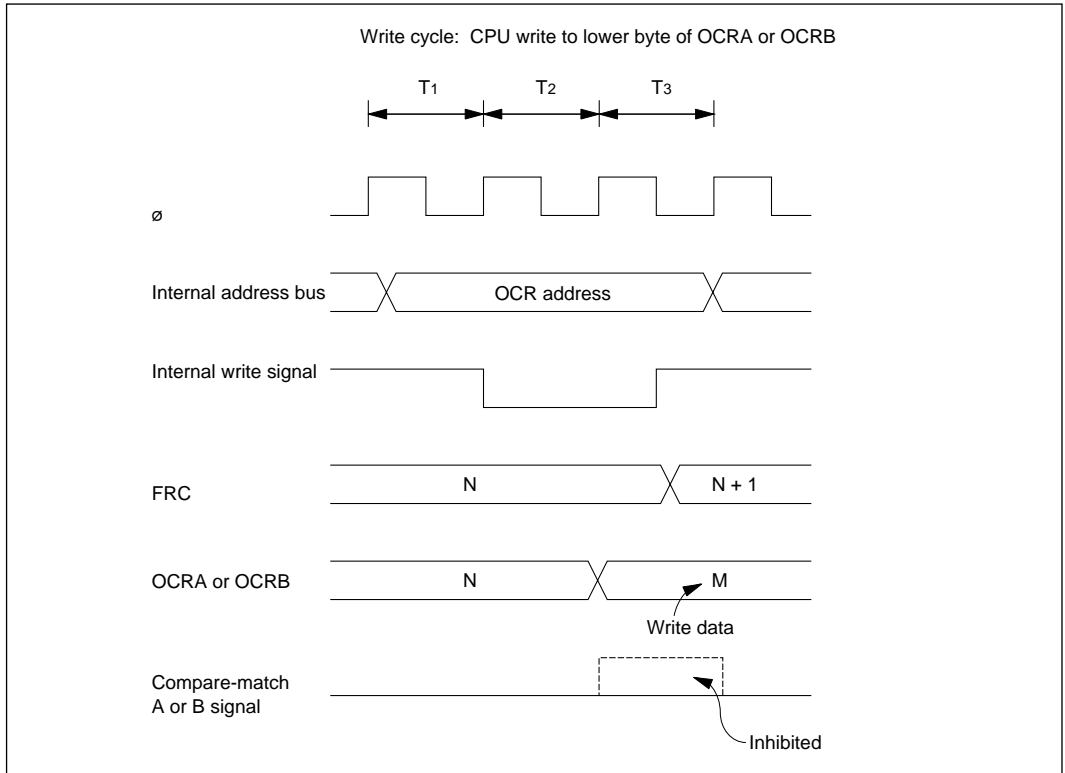 Write cycle:  CPU write to lower byte of OCRA or OCRB
T1 T2 T3
ø
Internal address bus
OCR address
Internal write signal
FRC
N
N + 1
OCRA or OCRB
N
M
Write data
Compare-match
A or B signal
Inhibited